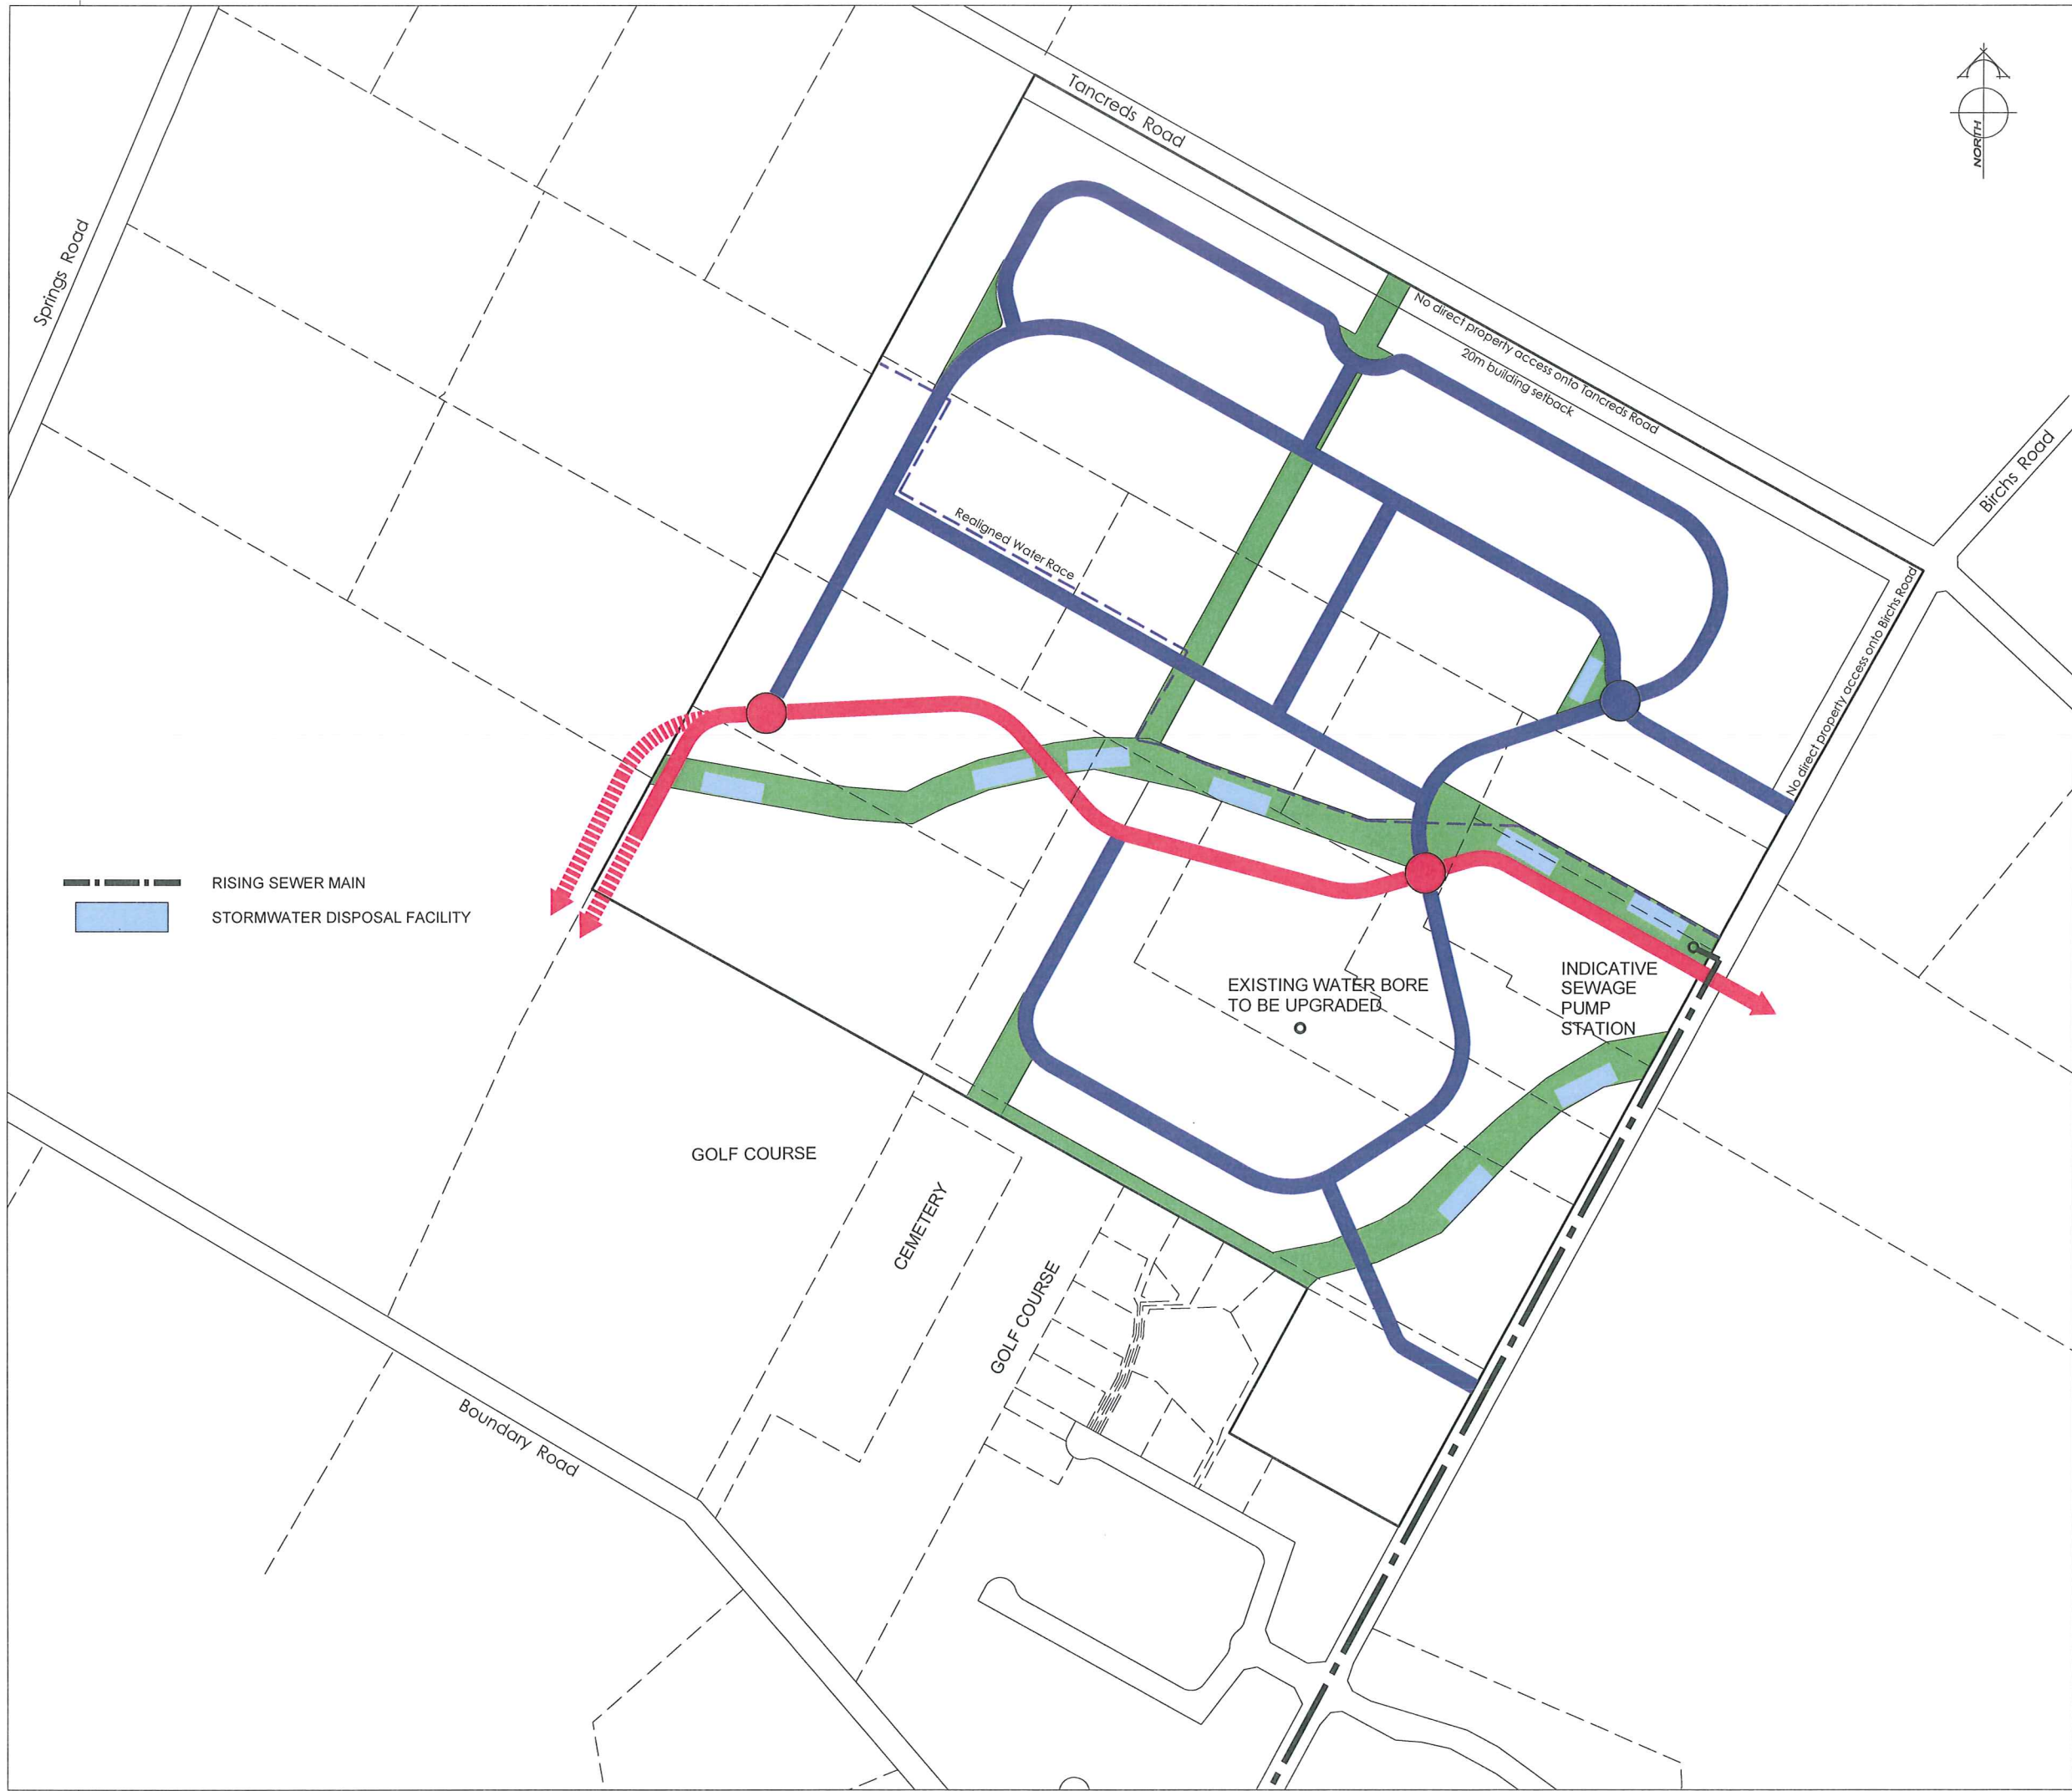 Tancreds Road
NORTH
Springs Road
No direct property access onto Tancreds Road
20m building setback
Birchs Road
Realigned Water Race
No direct property access onto Birchs Road
RISING SEWER MAIN
STORMWATER DISPOSAL FACILITY
EXISTING WATER BORE
TO BE UPGRADED
INDICATIVE
SEWAGE
PUMP
STATION
GOLF COURSE
CEMETERY
GOLF COURSE
Boundary Road